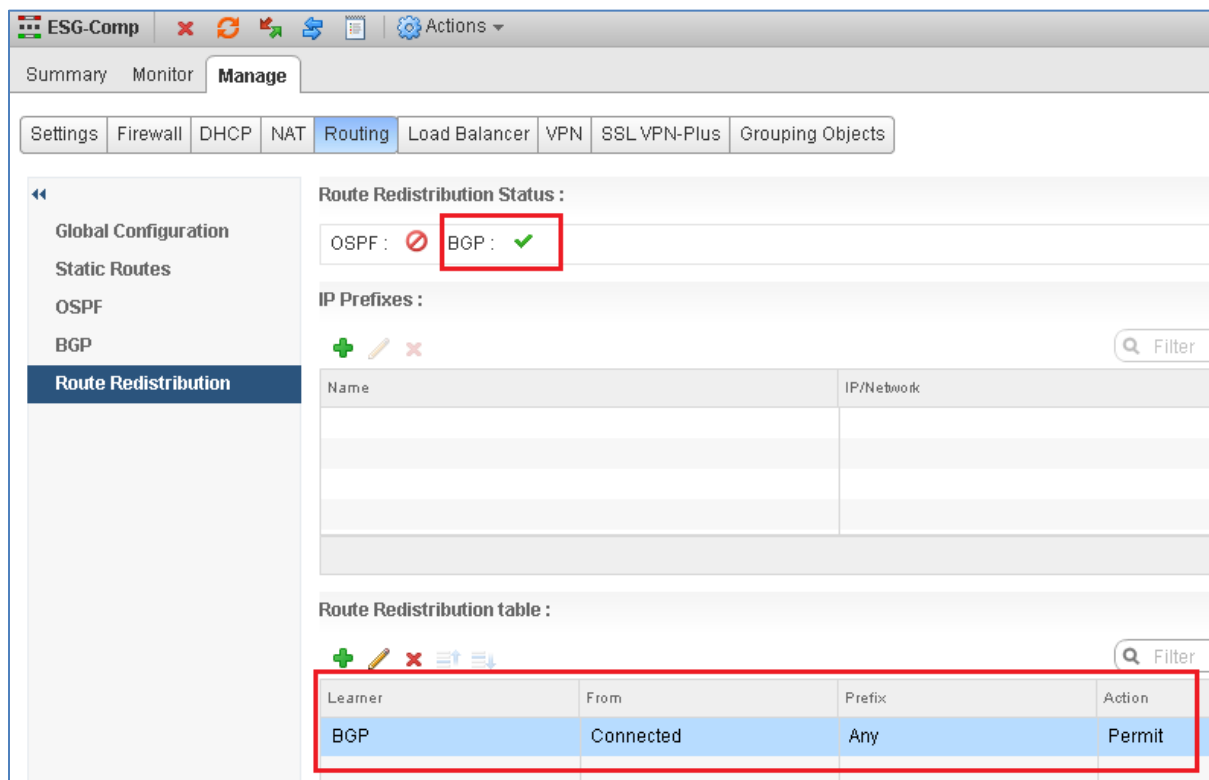 ESG-Comp Actions
Summary Monitor Manage
Settings Firewall DHCP NAT Routing Load Balancer VPN SSL VPN-Plus Grouping Objects
Global Configuration
Static Routes
OSPF
BGP
Route Redistribution
Route Redistribution Status :
OSPF : BGP :
IP Prefixes :
Filter
Name IP/Network
Route Redistribution table :
Filter
Learner From Prefix Action
BGP Connected Any Permit